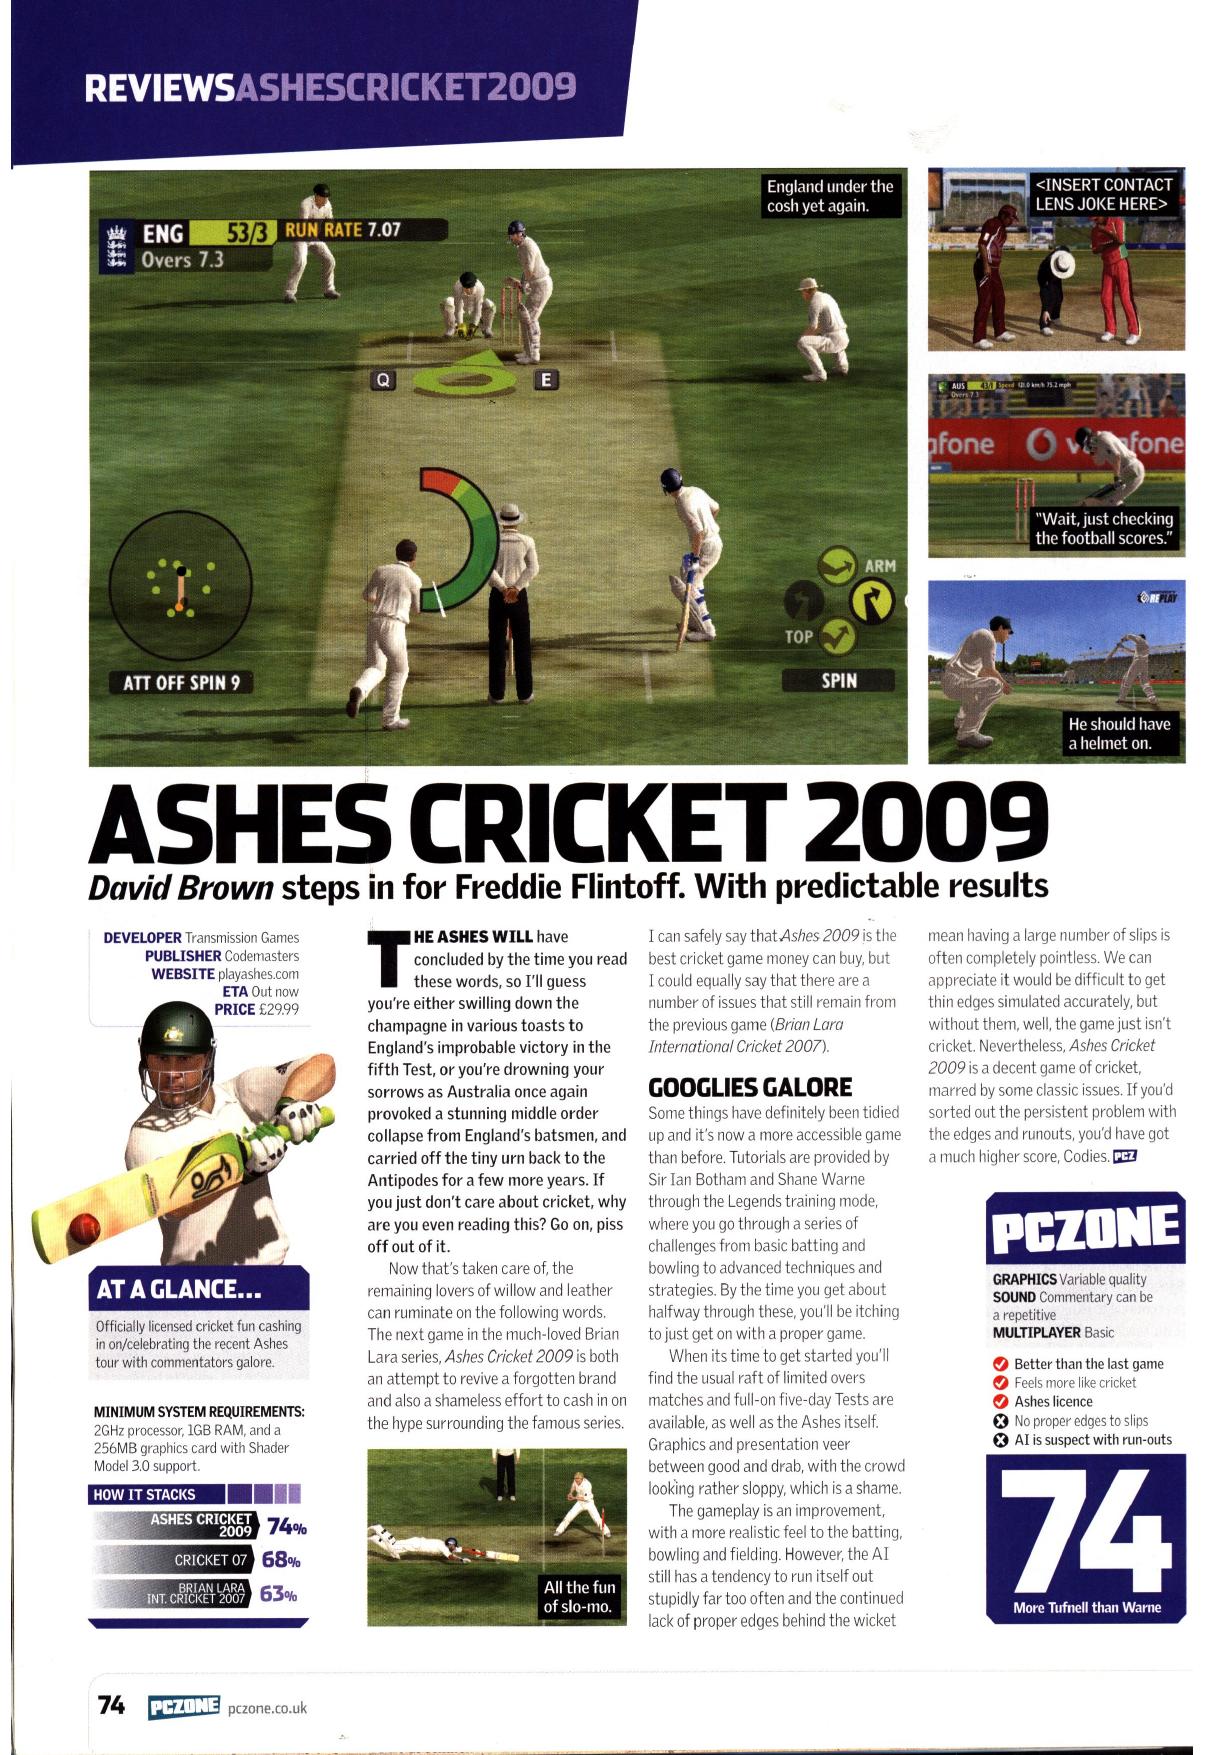 REVIEWSASHESCRICKET2009
England under the
cosh yet again.
ENG 53/3 RUN RATE 7.07
Overs 7.3
Q E
ARM
TOP
ATT OFF SPIN 9
SPIN
<INSERT CONTACT
LENS JOKE HERE>
AUS 43/1 Speed 121.0 km/h 75.2 mph
Overs 7.3
"Wait, just checking
the football scores."
REPLAY
He should have
a helmet on.
ASHES CRICKET 2009
David Brown steps in for Freddie Flintoff. With predictable results
DEVELOPER Transmission Games
PUBLISHER Codemasters
WEBSITE playashes.com
ETA Out now
PRICE £29.99
AT A GLANCE...
Officially licensed cricket fun cashing
in on/celebrating the recent Ashes
tour with commentators galore.
MINIMUM SYSTEM REQUIREMENTS:
2GHz processor, 1GB RAM, and a
256MB graphics card with Shader
Model 3.0 support.
HOW IT STACKS
ASHES CRICKET
2009 74%
CRICKET 07 68%
BRIAN LARA
INT. CRICKET 2007 63%
THE ASHES WILL have
concluded by the time you read
these words, so I'll guess
you're either swilling down the
champagne in various toasts to
England's improbable victory in the
fifth Test, or you're drowning your
sorrows as Australia once again
provoked a stunning middle order
collapse from England's batsmen, and
carried off the tiny urn back to the
Antipodes for a few more years. If
you just don't care about cricket, why
are you even reading this? Go on, piss
off out of it.
Now that's taken care of, the
remaining lovers of willow and leather
can ruminate on the following words.
The next game in the much-loved Brian
Lara series, Ashes Cricket 2009 is both
an attempt to revive a forgotten brand
and also a shameless effort to cash in on
the hype surrounding the famous series.
All the fun
of slo-mo.
I can safely say that Ashes 2009 is the
best cricket game money can buy, but
I could equally say that there are a
number of issues that still remain from
the previous game (Brian Lara
International Cricket 2007).
GOOGLIES GALORE
Some things have definitely been tidied
up and it's now a more accessible game
than before. Tutorials are provided by
Sir Ian Botham and Shane Warne
through the Legends training mode,
where you go through a series of
challenges from basic batting and
bowling to advanced techniques and
strategies. By the time you get about
halfway through these, you'll be itching
to just get on with a proper game.
When its time to get started you'll
find the usual raft of limited overs
matches and full-on five-day Tests are
available, as well as the Ashes itself.
Graphics and presentation veer
between good and drab, with the crowd
looking rather sloppy, which is a shame.
The gameplay is an improvement,
with a more realistic feel to the batting,
bowling and fielding. However, the AI
still has a tendency to run itself out
stupidly far too often and the continued
lack of proper edges behind the wicket
mean having a large number of slips is
often completely pointless. We can
appreciate it would be difficult to get
thin edges simulated accurately, but
without them, well, the game just isn't
cricket. Nevertheless, Ashes Cricket
2009 is a decent game of cricket,
marred by some classic issues. If you'd
sorted out the persistent problem with
the edges and runouts, you'd have got
a much higher score, Codies. PCZ
PCZONE
GRAPHICS Variable quality
SOUND Commentary can be
a repetitive
MULTIPLAYER Basic
Better than the last game
Feels more like cricket
Ashes licence
No proper edges to slips
AI is suspect with run-outs
74
More Tufnell than Warne
74 PCZONE pczone.co.uk